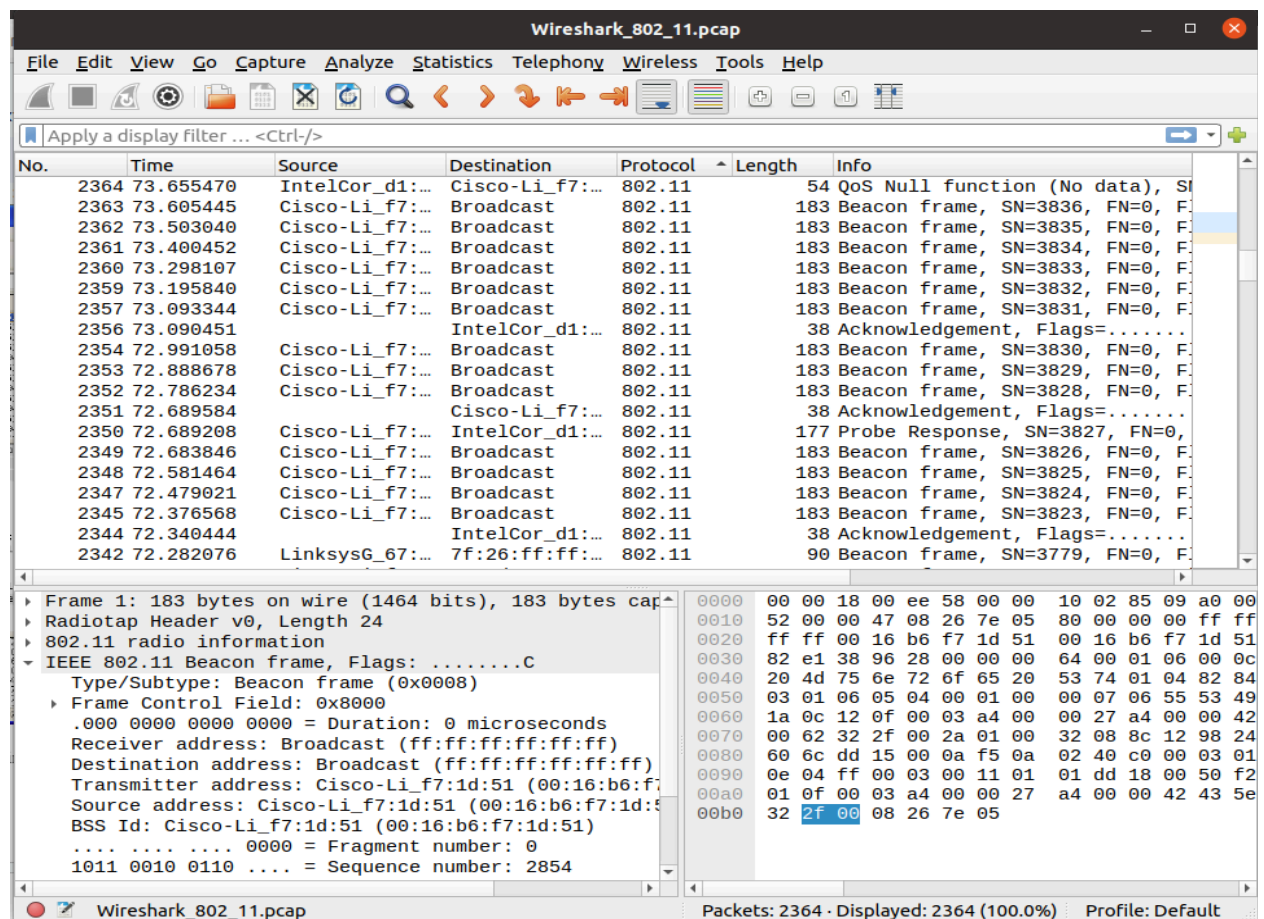 Wireshark_802_11.pcap
File Edit View Go Capture Analyze Statistics Telephony Wireless Tools Help
Apply a display filter … <Ctrl-/>
No. Time Source Destination Protocol Length Info
2364 73.655470 IntelCor_d1:… Cisco-Li_f7:… 802.11 54 QoS Null function (No data), S
2363 73.605445 Cisco-Li_f7:… Broadcast 802.11 183 Beacon frame, SN=3836, FN=0, F
2362 73.503040 Cisco-Li_f7:… Broadcast 802.11 183 Beacon frame, SN=3835, FN=0, F
2361 73.400452 Cisco-Li_f7:… Broadcast 802.11 183 Beacon frame, SN=3834, FN=0, F
2360 73.298107 Cisco-Li_f7:… Broadcast 802.11 183 Beacon frame, SN=3833, FN=0, F
2359 73.195840 Cisco-Li_f7:… Broadcast 802.11 183 Beacon frame, SN=3832, FN=0, F
2357 73.093344 Cisco-Li_f7:… Broadcast 802.11 183 Beacon frame, SN=3831, FN=0, F
2356 73.090451 IntelCor_d1:… 802.11 38 Acknowledgement, Flags=.......
2354 72.991058 Cisco-Li_f7:… Broadcast 802.11 183 Beacon frame, SN=3830, FN=0, F
2353 72.888678 Cisco-Li_f7:… Broadcast 802.11 183 Beacon frame, SN=3829, FN=0, F
2352 72.786234 Cisco-Li_f7:… Broadcast 802.11 183 Beacon frame, SN=3828, FN=0, F
2351 72.689584 Cisco-Li_f7:… 802.11 38 Acknowledgement, Flags=.......
2350 72.689208 Cisco-Li_f7:… IntelCor_d1:… 802.11 177 Probe Response, SN=3827, FN=0,
2349 72.683846 Cisco-Li_f7:… Broadcast 802.11 183 Beacon frame, SN=3826, FN=0, F
2348 72.581464 Cisco-Li_f7:… Broadcast 802.11 183 Beacon frame, SN=3825, FN=0, F
2347 72.479021 Cisco-Li_f7:… Broadcast 802.11 183 Beacon frame, SN=3824, FN=0, F
2345 72.376568 Cisco-Li_f7:… Broadcast 802.11 183 Beacon frame, SN=3823, FN=0, F
2344 72.340444 IntelCor_d1:… 802.11 38 Acknowledgement, Flags=.......
2342 72.282076 LinksysG_67:… 7f:26:ff:ff:… 802.11 90 Beacon frame, SN=3779, FN=0, F
Frame 1: 183 bytes on wire (1464 bits), 183 bytes cap
Radiotap Header v0, Length 24
802.11 radio information
IEEE 802.11 Beacon frame, Flags: ........C
Type/Subtype: Beacon frame (0x0008)
Frame Control Field: 0x8000
.000 0000 0000 0000 = Duration: 0 microseconds
Receiver address: Broadcast (ff:ff:ff:ff:ff:ff)
Destination address: Broadcast (ff:ff:ff:ff:ff:ff)
Transmitter address: Cisco-Li_f7:1d:51 (00:16:b6:f7
Source address: Cisco-Li_f7:1d:51 (00:16:b6:f7:1d:5
BSS Id: Cisco-Li_f7:1d:51 (00:16:b6:f7:1d:51)
.... .... .... 0000 = Fragment number: 0
1011 0010 0110 .... = Sequence number: 2854
0000 00 00 18 00 ee 58 00 00 10 02 85 09 a0 00
0010 52 00 00 47 08 26 7e 05 80 00 00 00 ff ff
0020 ff ff 00 16 b6 f7 1d 51 00 16 b6 f7 1d 51
0030 82 e1 38 96 28 00 00 00 64 00 01 06 00 0c
0040 20 4d 75 6e 72 6f 65 20 53 74 01 04 82 84
0050 03 01 06 05 04 00 01 00 00 07 06 55 53 49
0060 1a 0c 12 0f 00 03 a4 00 00 27 a4 00 00 42
0070 00 62 32 2f 00 2a 01 00 32 08 8c 12 98 24
0080 60 6c dd 15 00 0a f5 0a 02 40 c0 00 03 01
0090 0e 04 ff 00 03 00 11 01 01 dd 18 00 50 f2
00a0 01 0f 00 03 a4 00 00 27 a4 00 00 42 43 5e
00b0 32 2f 00 08 26 7e 05
Wireshark_802_11.pcap Packets: 2364 · Displayed: 2364 (100.0%) Profile: Default